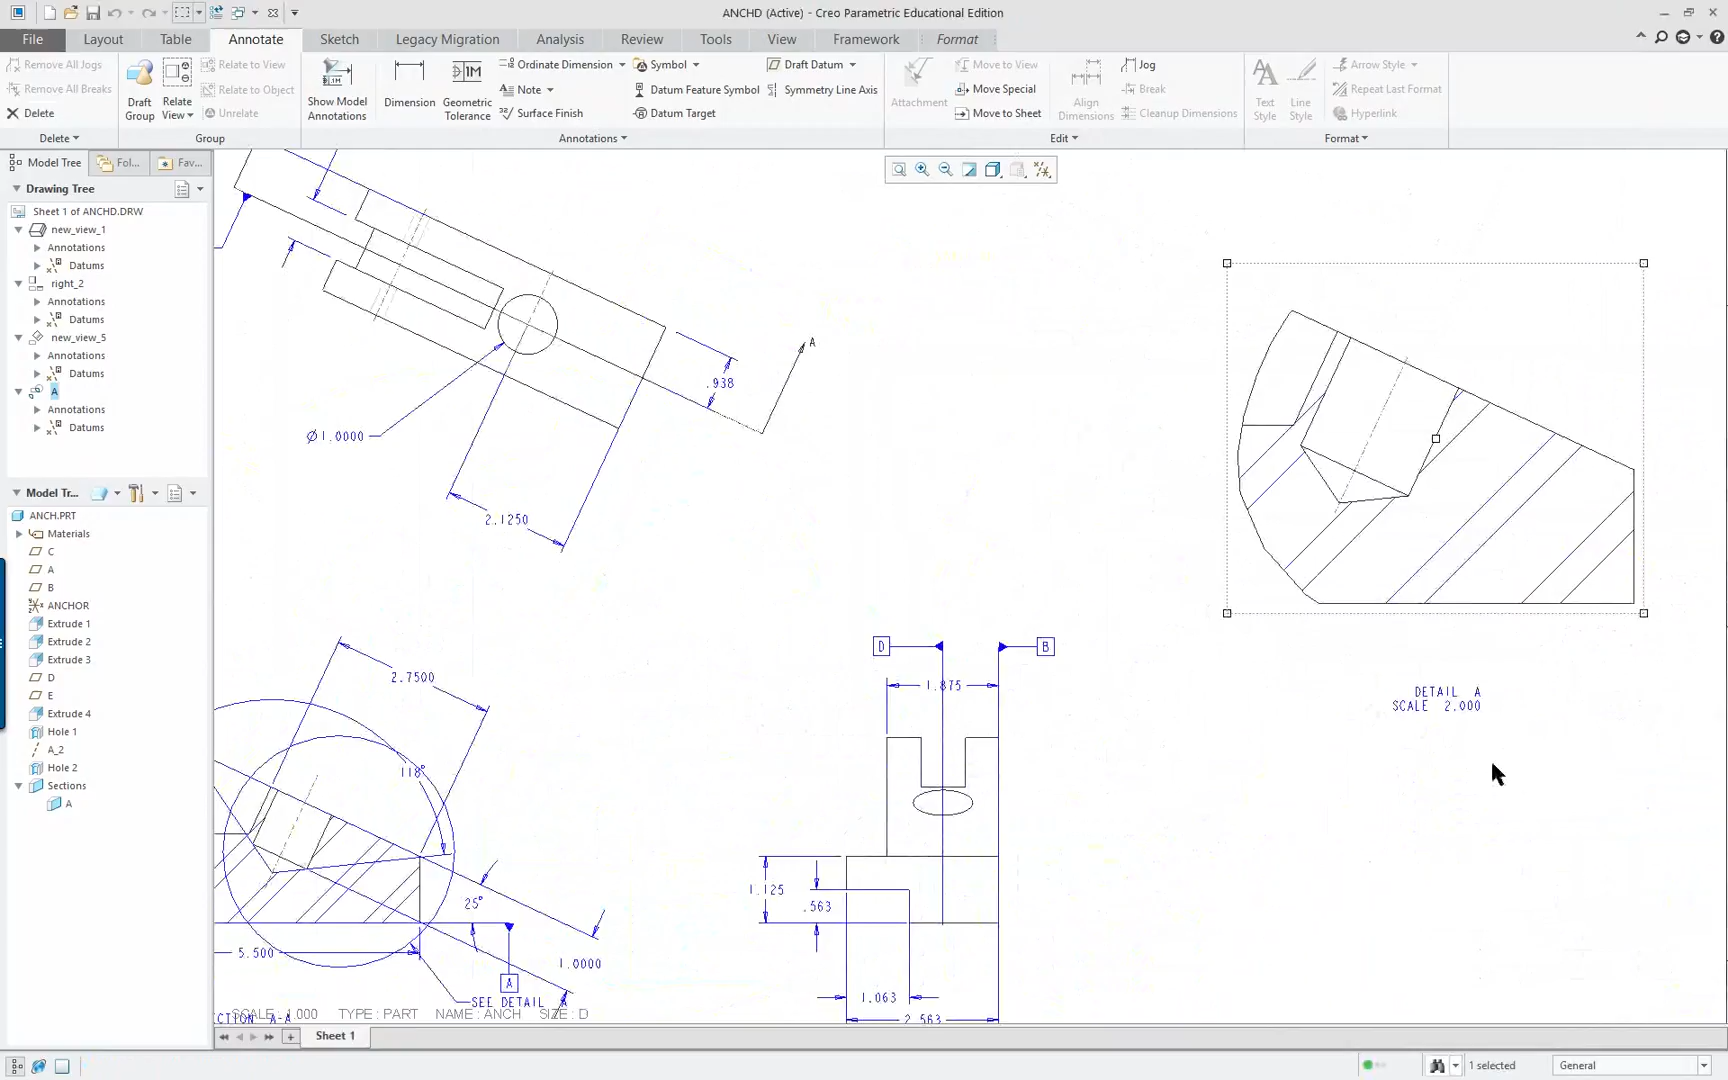 ANCHD (Active) - Creo Parametric Educational Edition
File
Layout
Table
Annotate
Sketch
Legacy Migration
Analysis
Review
Tools
View
Framework
Format
Remove All Jogs
Remove All Breaks
Delete
Delete
Draft Group
Relate View
Relate to View
Relate to Object
Unrelate
Group
Show Model Annotations
Dimension
Geometric Tolerance
Ordinate Dimension
Note
Surface Finish
Symbol
Datum Feature Symbol
Datum Target
Draft Datum
Symmetry Line Axis
Annotations
Attachment
Move to View
Move Special
Move to Sheet
Align Dimensions
Jog
Break
Cleanup Dimensions
Edit
Text Style
Line Style
Arrow Style
Repeat Last Format
Hyperlink
Format
Model Tree
Fol...
Fav...
Drawing Tree
Sheet 1 of ANCHD.DRW
new_view_1
Annotations
Datums
right_2
Annotations
Datums
new_view_5
Annotations
Datums
A
Annotations
Datums
Model Tr...
ANCH.PRT
Materials
C
A
B
ANCHOR
Extrude 1
Extrude 2
Extrude 3
D
E
Extrude 4
Hole 1
A_2
Hole 2
Sections
A
A
.938
Ø1.0000
2.1250
DETAIL A
SCALE 2.000
D
B
1.875
2.7500
118°
1.125
.563
25°
5.500
1.0000
A
1.063
2.563
SEE DETAIL A
SCALE : 1.000 TYPE : PART NAME : ANCH SIZE : D
CTION A-A
Sheet 1
1 selected
General